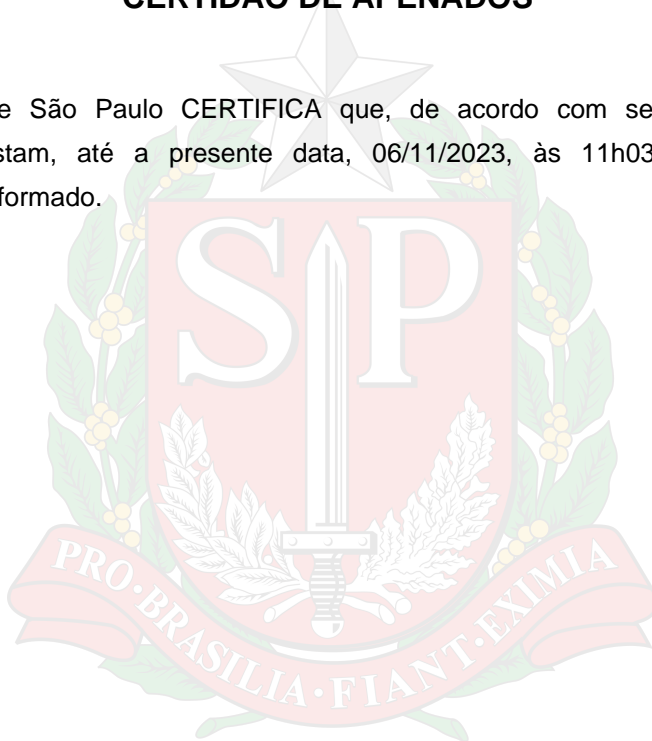 CERTIDÃO DE APENADOS
e São Paulo CERTIFICA que, de acordo com se
stam, até a presente data, 06/11/2023, às 11h03
formado.
SP
PRO·BRASILIA·FIANT·EXIMIA